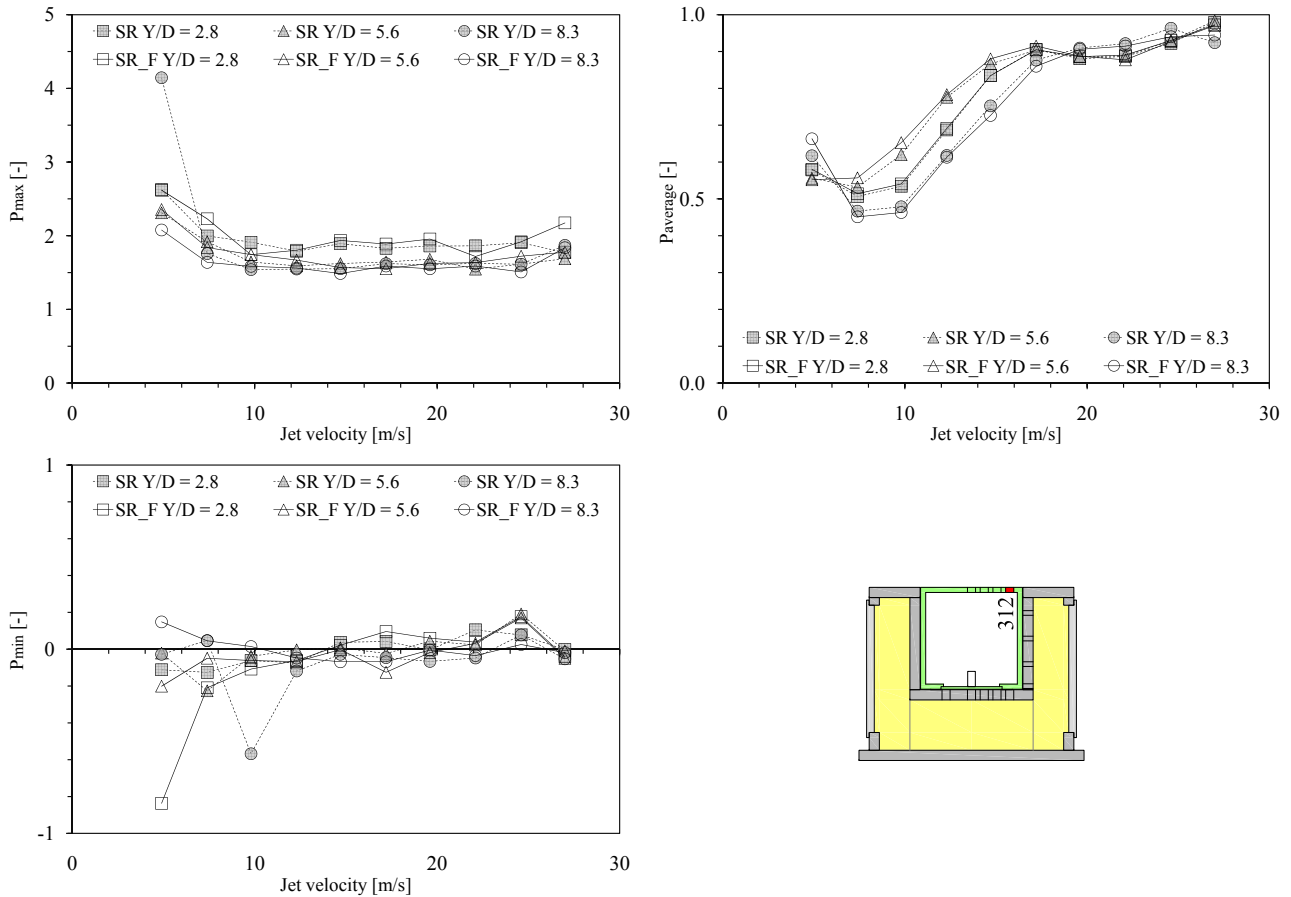 5
SR Y/D = 2.8 SR Y/D = 5.6 SR Y/D = 8.3
SR_F Y/D = 2.8 SR_F Y/D = 5.6 SR_F Y/D = 8.3
4
3
Pmax [-]
2
1
0
0 10 20 30
Jet velocity [m/s]
1.0
Paverage [-]
0.5
SR Y/D = 2.8 SR Y/D = 5.6 SR Y/D = 8.3
SR_F Y/D = 2.8 SR_F Y/D = 5.6 SR_F Y/D = 8.3
0.0
0 10 20 30
Jet velocity [m/s]
1
SR Y/D = 2.8 SR Y/D = 5.6 SR Y/D = 8.3
SR_F Y/D = 2.8 SR_F Y/D = 5.6 SR_F Y/D = 8.3
Pmin [-]
0
-1
0 10 20 30
Jet velocity [m/s]
312